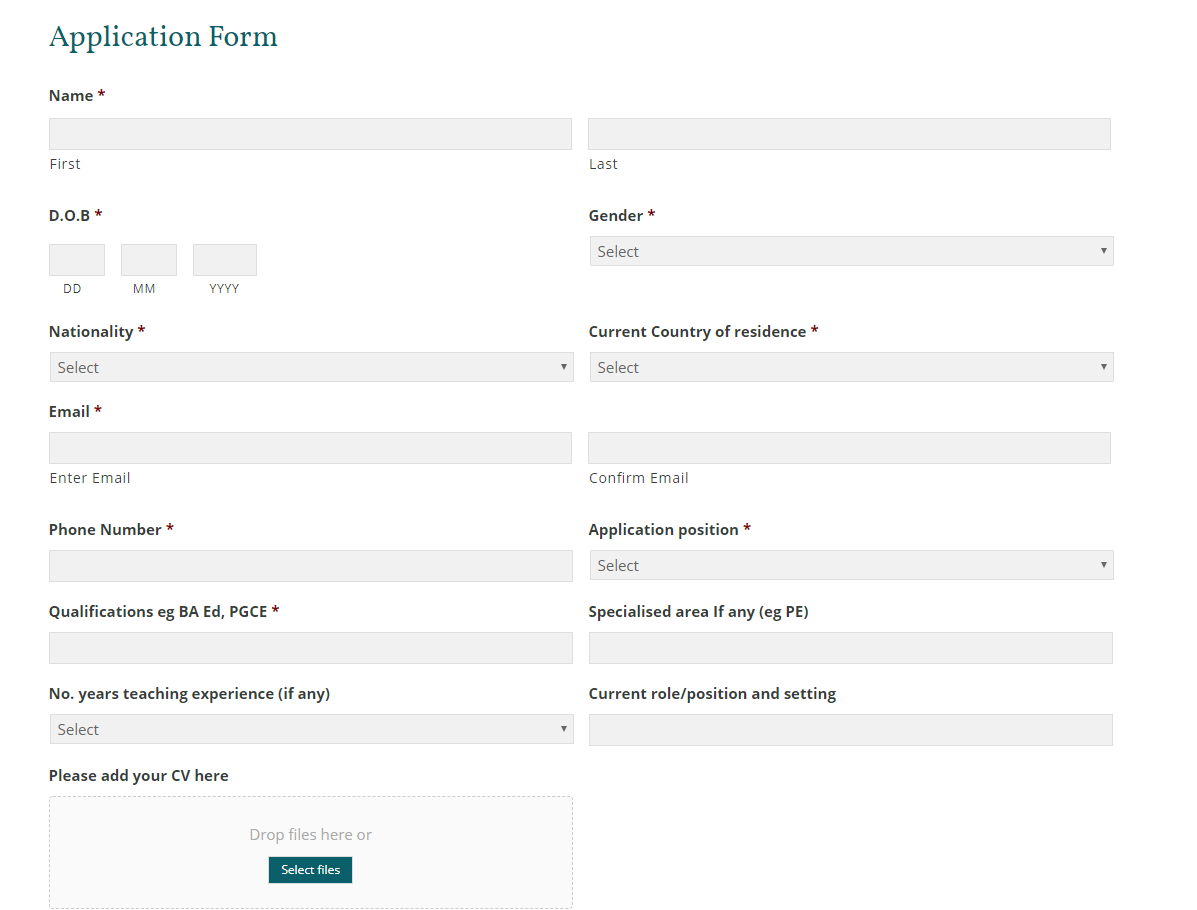 Application Form
Name *
First Last
D.O.B * Gender *
Select
DD MM YYYY
Nationality * Current Country of residence *
Select Select
Email *
Enter Email Confirm Email
Phone Number * Application position *
Select
Qualifications eg BA Ed, PGCE * Specialised area If any (eg PE)
No. years teaching experience (if any) Current role/position and setting
Select
Please add your CV here
Drop files here or
Select files